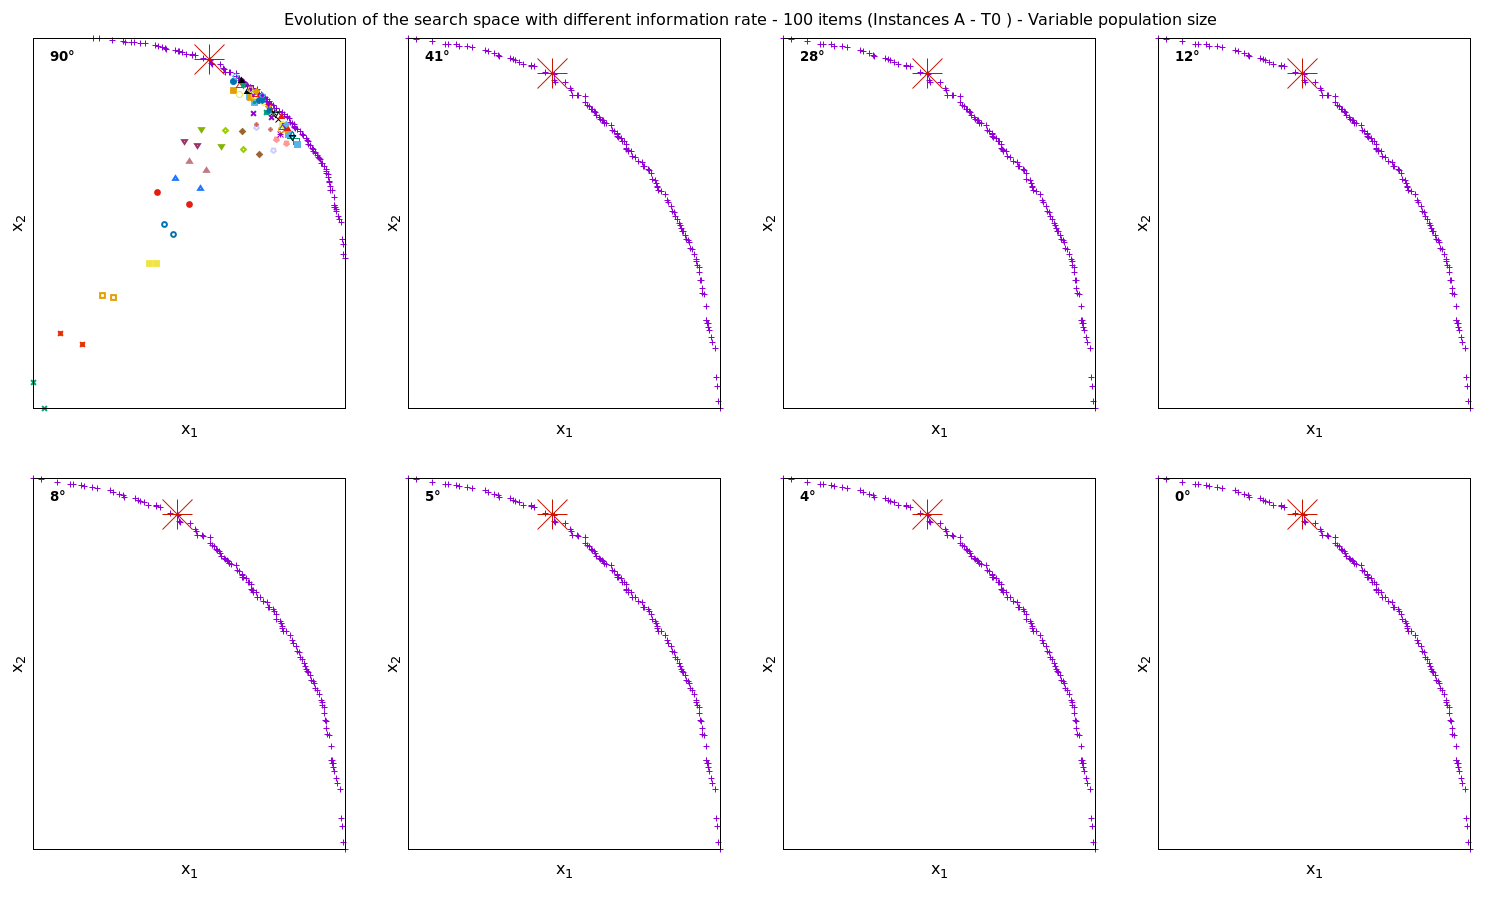 Evolution of the search space with different information rate - 100 items (Instances A - T0 ) - Variable population size
90°
41°
28°
12°
x2
x2
x2
x2
x1
x1
x1
x1
8°
5°
4°
0°
x2
x2
x2
x2
x1
x1
x1
x1